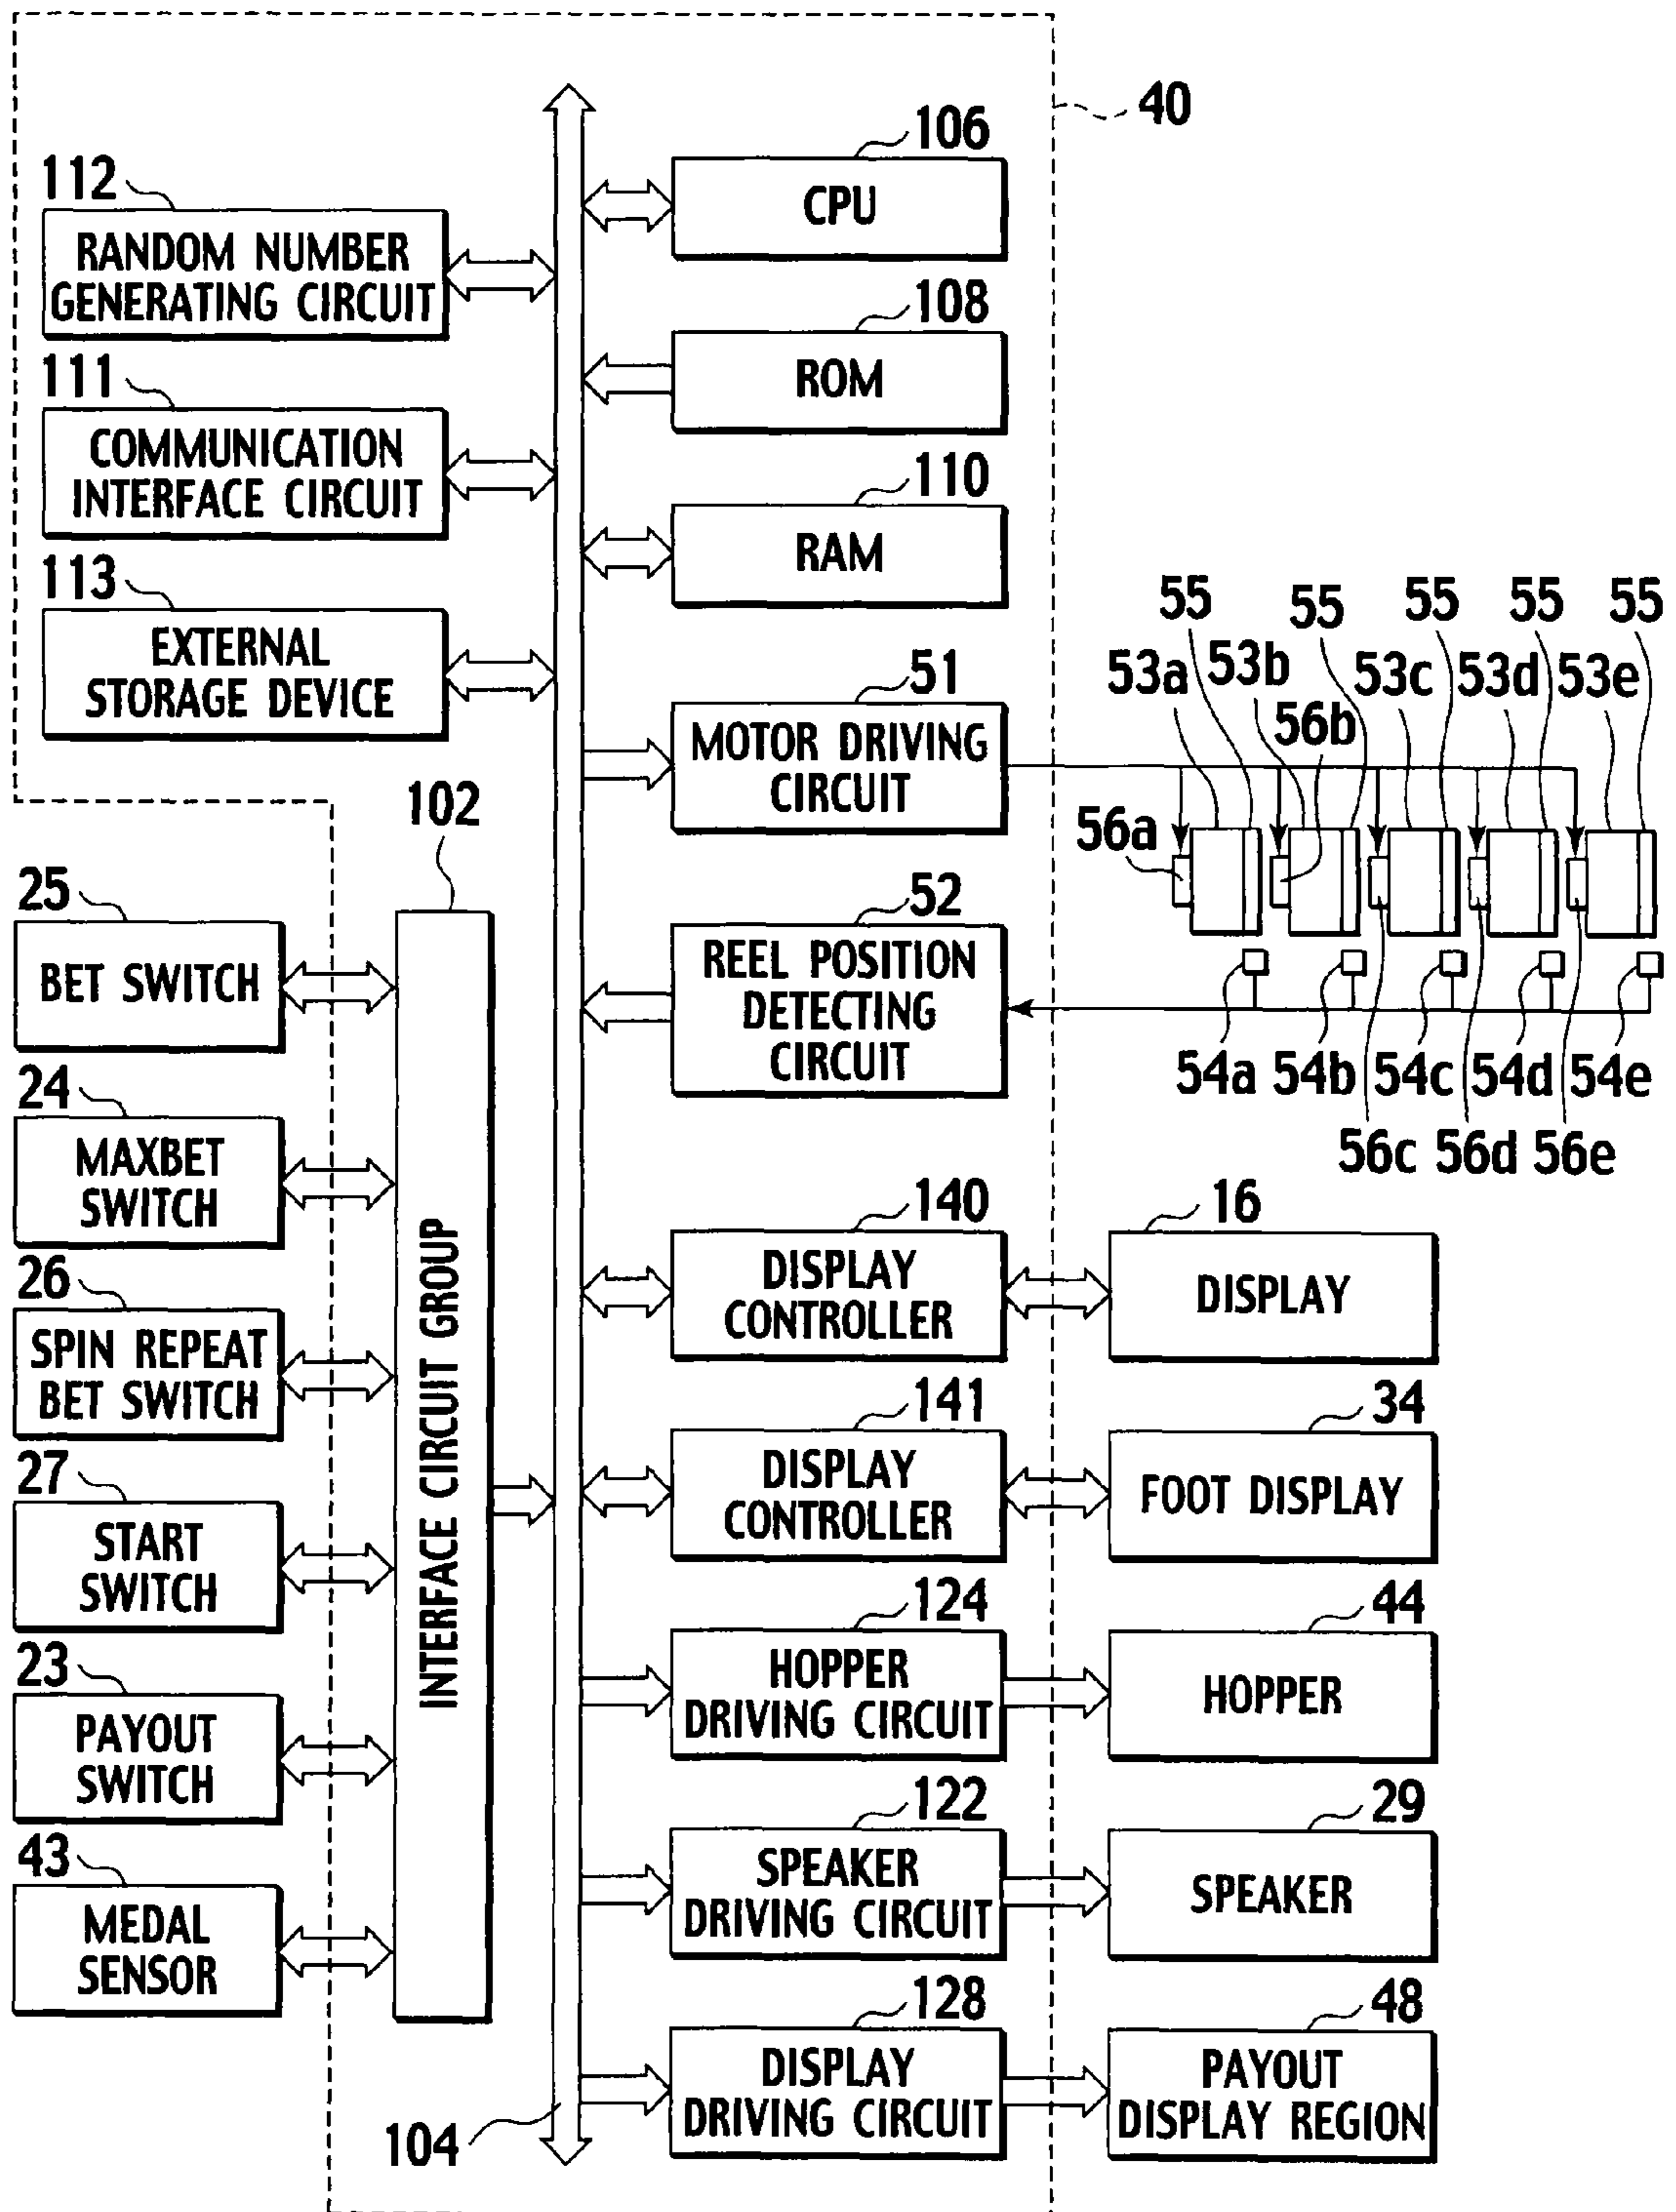 40
112
RANDOM NUMBER
GENERATING CIRCUIT
111
COMMUNICATION
INTERFACE CIRCUIT
113
EXTERNAL
STORAGE DEVICE
106
CPU
108
ROM
110
RAM
51
MOTOR DRIVING
CIRCUIT
52
REEL POSITION
DETECTING
CIRCUIT
55 55 55 55 55
53a 53b 53c 53d 53e
56b
56a
54a 54b 54c 54d 54e
56c 56d 56e
102
INTERFACE CIRCUIT GROUP
25
BET SWITCH
24
MAXBET
SWITCH
26
SPIN REPEAT
BET SWITCH
27
START
SWITCH
23
PAYOUT
SWITCH
43
MEDAL
SENSOR
104
140
DISPLAY
CONTROLLER
16
DISPLAY
141
DISPLAY
CONTROLLER
34
FOOT DISPLAY
124
HOPPER
DRIVING CIRCUIT
44
HOPPER
122
SPEAKER
DRIVING CIRCUIT
29
SPEAKER
128
DISPLAY
DRIVING CIRCUIT
48
PAYOUT
DISPLAY REGION